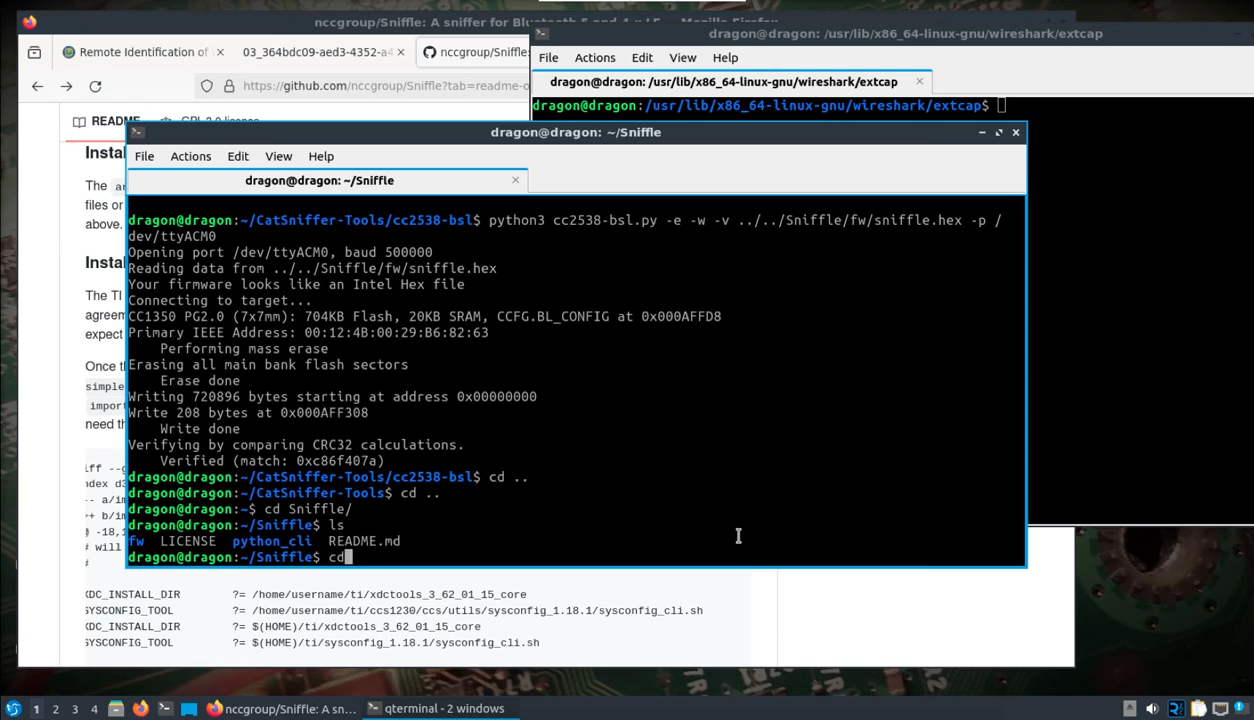 nccgroup/Sniffle: A sniffer for Bluetooth 5 and 4.x LE — Mozilla Firefox
Remote Identification of
03_364bdc09-aed3-4352-a4
nccgroup/Sniffle:
https://github.com/nccgroup/Sniffle?tab=readme-o
README
GPL-3.0 license
Instal
The
ar
files or
above.
Instal
The TI
agreem
expect
Once th
simple
import
need th
iff --g
ndex d3
-- a/im
++ b/im
@ -18,1
# will
#
XDC_INSTALL_DIR ?= /home/username/ti/xdctools_3_62_01_15_core
SYSCONFIG_TOOL ?= /home/username/ti/ccs1230/ccs/utils/sysconfig_1.18.1/sysconfig_cli.sh
XDC_INSTALL_DIR ?= $(HOME)/ti/xdctools_3_62_01_15_core
SYSCONFIG_TOOL ?= $(HOME)/ti/sysconfig_1.18.1/sysconfig_cli.sh
dragon@dragon: /usr/lib/x86_64-linux-gnu/wireshark/extcap
File Actions Edit View Help
dragon@dragon: /usr/lib/x86_64-linux-gnu/wireshark/extcap
dragon@dragon:/usr/lib/x86_64-linux-gnu/wireshark/extcap$
dragon@dragon: ~/Sniffle
File Actions Edit View Help
dragon@dragon: ~/Sniffle
dragon@dragon:~/CatSniffer-Tools/cc2538-bsl$ python3 cc2538-bsl.py -e -w -v ../../Sniffle/fw/sniffle.hex -p /
dev/ttyACM0
Opening port /dev/ttyACM0, baud 500000
Reading data from ../../Sniffle/fw/sniffle.hex
Your firmware looks like an Intel Hex file
Connecting to target...
CC1350 PG2.0 (7x7mm): 704KB Flash, 20KB SRAM, CCFG.BL_CONFIG at 0x000AFFD8
Primary IEEE Address: 00:12:4B:00:29:B6:82:63
Performing mass erase
Erasing all main bank flash sectors
Erase done
Writing 720896 bytes starting at address 0x00000000
Write 208 bytes at 0x000AFF308
Write done
Verifying by comparing CRC32 calculations.
Verified (match: 0xc86f407a)
dragon@dragon:~/CatSniffer-Tools/cc2538-bsl$ cd ..
dragon@dragon:~/CatSniffer-Tools$ cd ..
dragon@dragon:~$ cd Sniffle/
dragon@dragon:~/Sniffle$ ls
fw LICENSE python_cli README.md
dragon@dragon:~/Sniffle$ cd
1 2 3 4
nccgroup/Sniffle: A sn...
qterminal - 2 windows